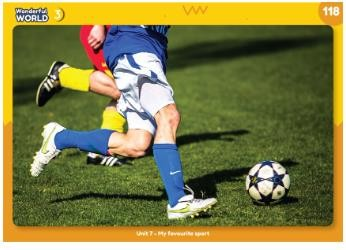 Wonderful
WORLD 3
118
Unit 7 - My favourite sport